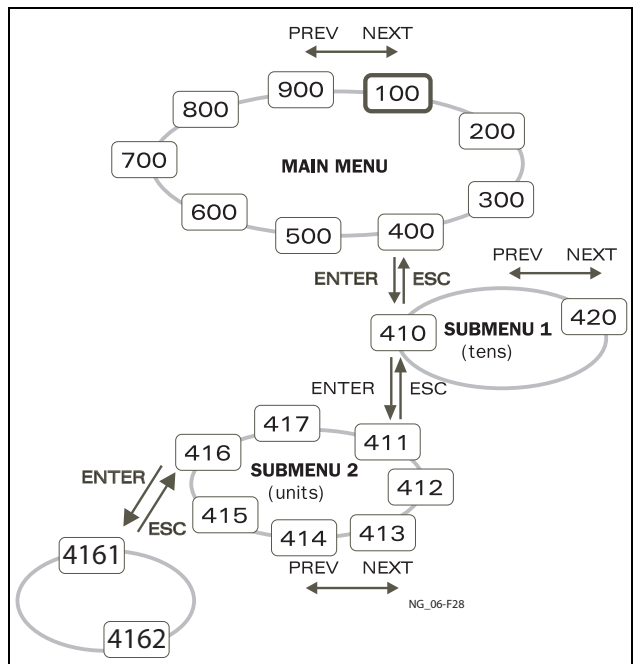 PREV NEXT
900 100
800 200
700 MAIN MENU 300
600 500 400
ENTER ESC
PREV NEXT
410 SUBMENU 1 420
(tens)
ENTER ESC
417 411
416 SUBMENU 2 412
(units)
415 414 413
ENTER ESC
PREV NEXT
4161
4162
NG_06-F28